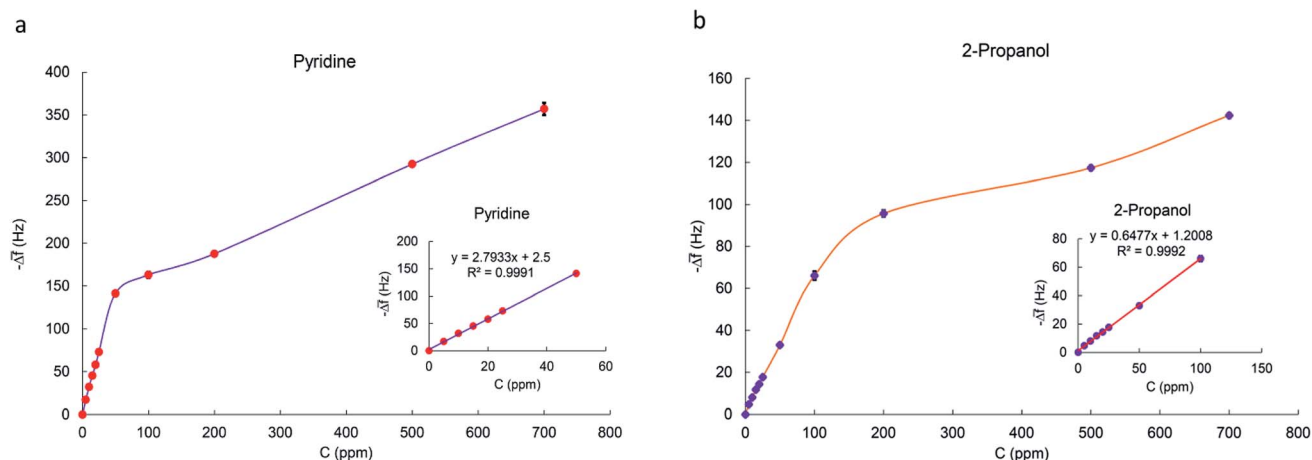 a
Pyridine
-Δf̅ (Hz)
400
350
300
250
200
150
100
50
0
0 100 200 300 400 500 600 700 800
C (ppm)
Pyridine
y = 2.7933x + 2.5
R² = 0.9991
-Δf̅ (Hz)
200
150
100
50
0
0 20 40 60
C (ppm)
b
2-Propanol
-Δf̅ (Hz)
160
140
120
100
80
60
40
20
0
0 100 200 300 400 500 600 700 800
C (ppm)
2-Propanol
y = 0.6477x + 1.2008
R² = 0.9992
-Δf̅ (Hz)
80
60
40
20
0
0 50 100 150
C (ppm)